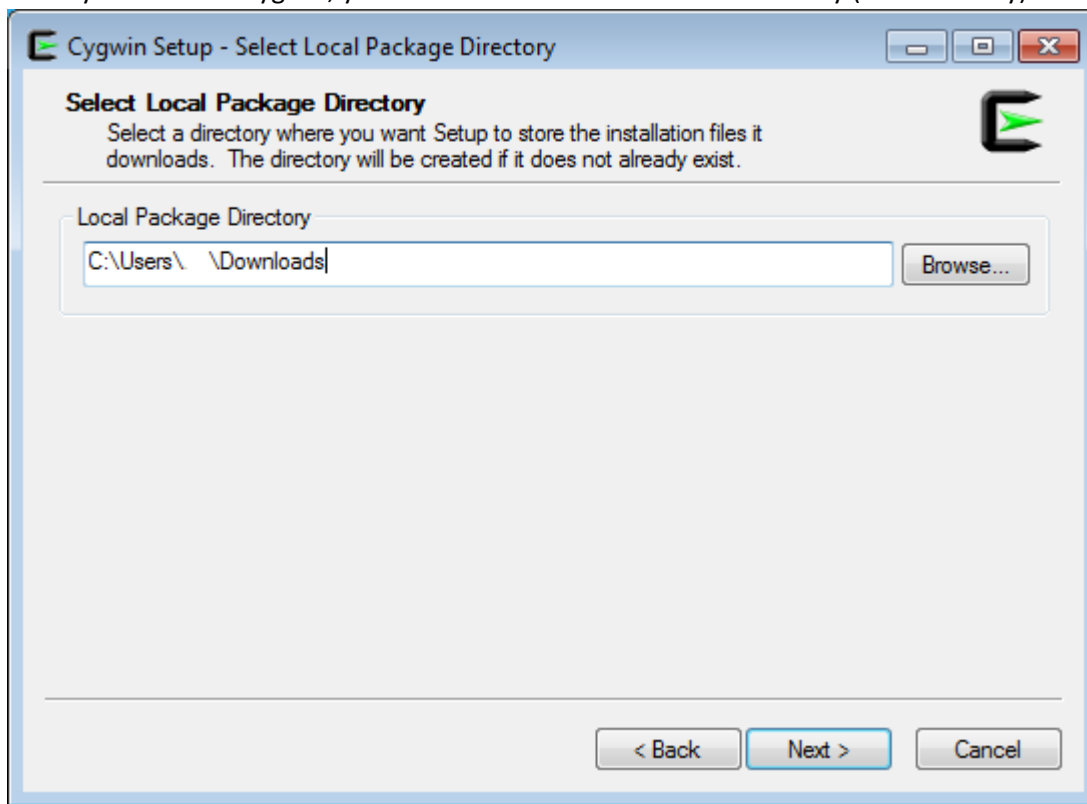 Cygwin Setup - Select Local Package Directory
Select Local Package Directory
Select a directory where you want Setup to store the installation files it
downloads. The directory will be created if it does not already exist.
Local Package Directory
C:\Users\. \Downloads
Browse...
< Back
Next >
Cancel